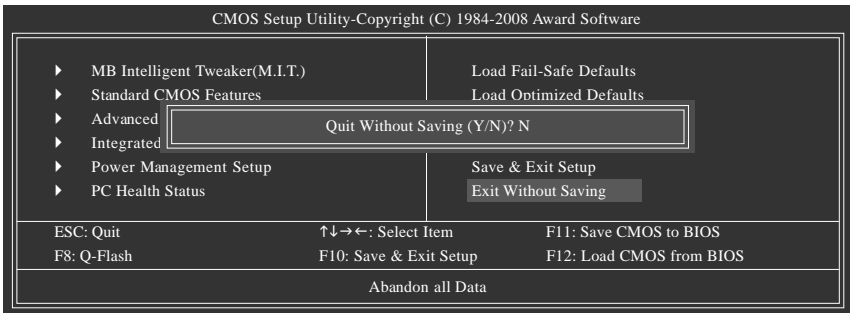 CMOS Setup Utility-Copyright (C) 1984-2008 Award Software
MB Intelligent Tweaker(M.I.T.)
Standard CMOS Features
Advanced
Integrated
Power Management Setup
PC Health Status
Load Fail-Safe Defaults
Load Optimized Defaults
Save & Exit Setup
Exit Without Saving
Quit Without Saving (Y/N)? N
ESC: Quit
↑↓→←: Select Item
F11: Save CMOS to BIOS
F8: Q-Flash
F10: Save & Exit Setup
F12: Load CMOS from BIOS
Abandon all Data